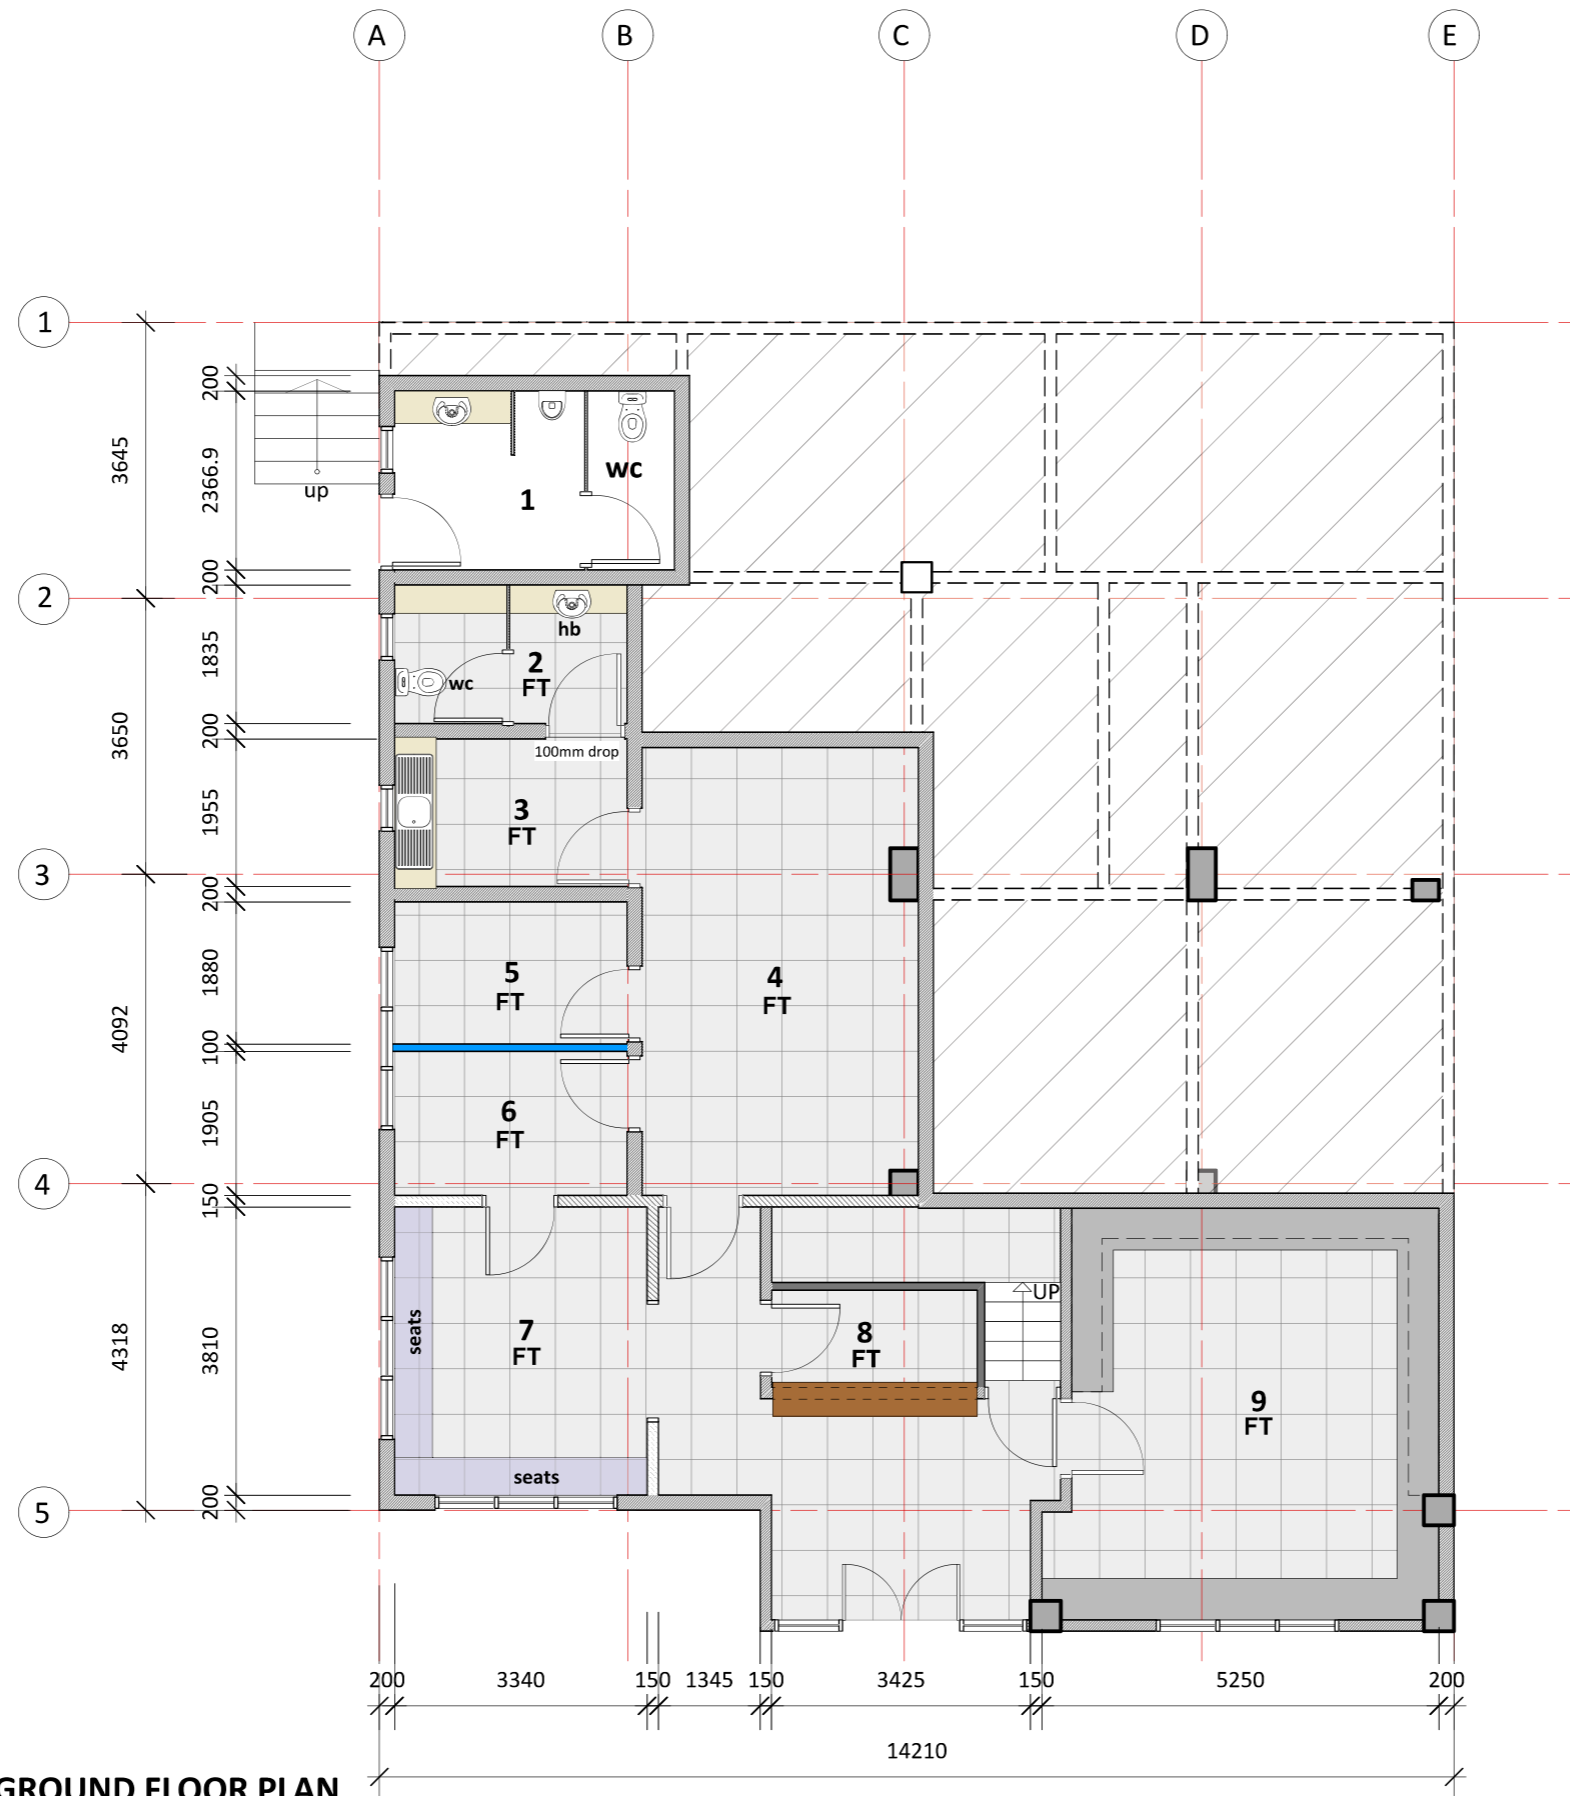 A B C D E
1
200
3645
2366.9
wc
1
up
200
2
1835
hb
2
FT
wc
3650
200
100mm drop
1955
3
FT
3
200
1880
5
FT
4
FT
4092
100
1905
6
FT
4
150
UP
seats
7
FT
8
FT
4318
3810
9
FT
seats
200
5
200 3340 150 1345 150 3425 150 5250 200
14210
GROUND FLOOR PLAN